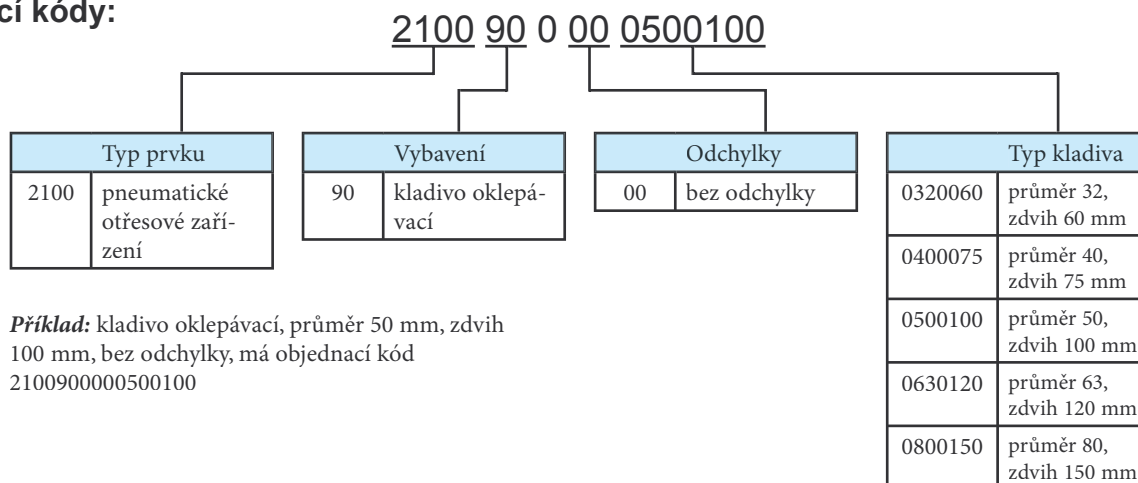 cí kódy:
2100 90 0 00 0500100
Typ prvku
2100 pneumatické
otřesové zaří-
zení
Vybavení
90 kladivo oklepá-
vací
Odchylky
00 bez odchylky
Typ kladiva
0320060 průměr 32,
zdvih 60 mm
0400075 průměr 40,
zdvih 75 mm
0500100 průměr 50,
zdvih 100 mm
0630120 průměr 63,
zdvih 120 mm
0800150 průměr 80,
zdvih 150 mm
Příklad: kladivo oklepávací, průměr 50 mm, zdvih
100 mm, bez odchylky, má objednací kód
2100900000500100